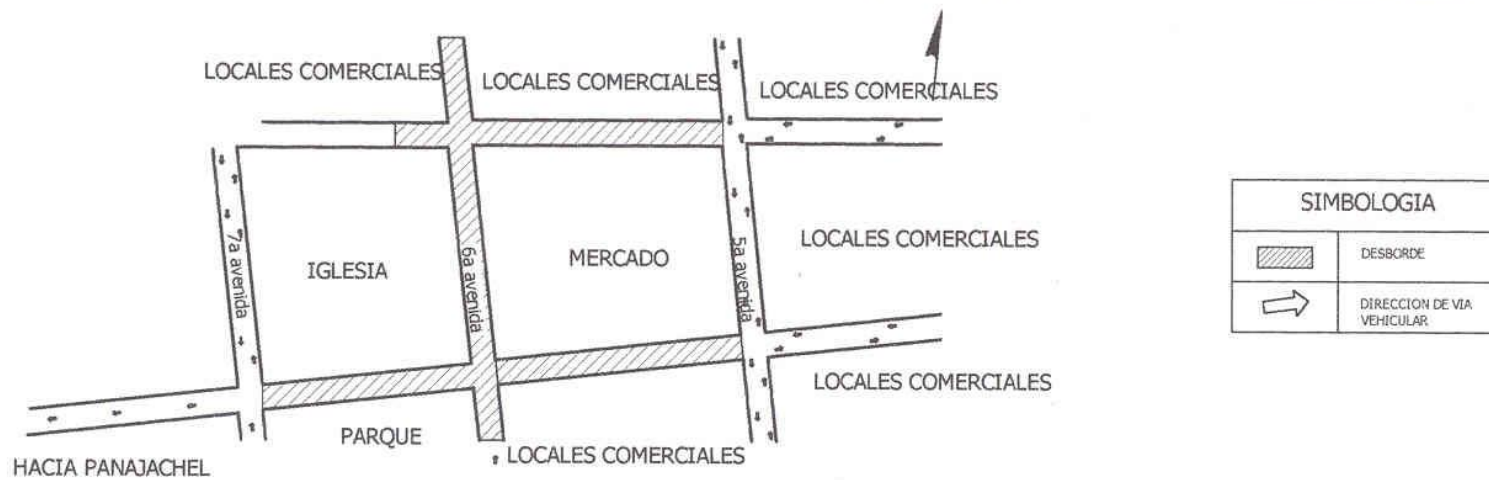 LOCALES COMERCIALES
LOCALES COMERCIALES
LOCALES COMERCIALES
7a avenida
IGLESIA
6a avenida
MERCADO
5a avenida
LOCALES COMERCIALES
LOCALES COMERCIALES
PARQUE
LOCALES COMERCIALES
HACIA PANAJACHEL
SIMBOLOGIA
DESBORDE
DIRECCION DE VIA
VEHICULAR